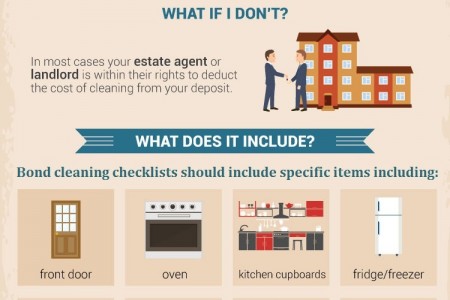 WHAT IF I DON'T?
In most cases your estate agent or
landlord is within their rights to deduct
the cost of cleaning from your deposit.
WHAT DOES IT INCLUDE?
Bond cleaning checklists should include specific items including:
front door
oven
kitchen cupboards
fridge/freezer